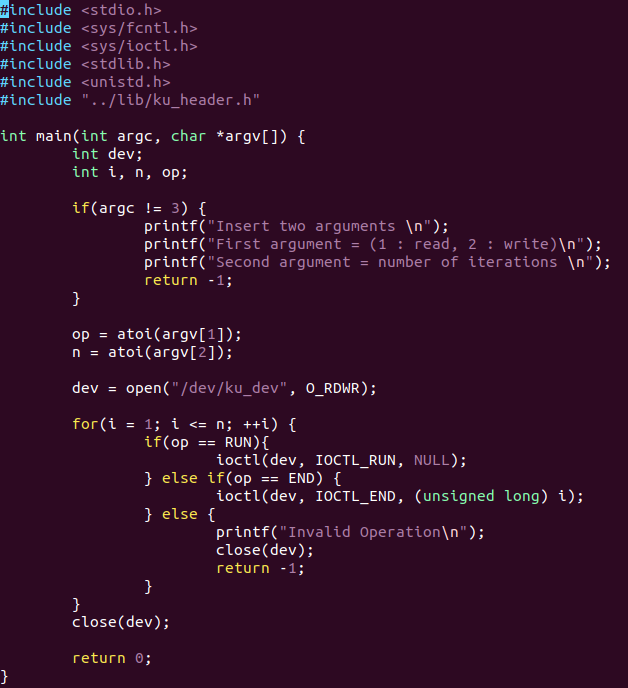 #include <stdio.h>
#include <sys/fcntl.h>
#include <sys/ioctl.h>
#include <stdlib.h>
#include <unistd.h>
#include "../lib/ku_header.h"

int main(int argc, char *argv[]) {
        int dev;
        int i, n, op;

        if(argc != 3) {
                printf("Insert two arguments \n");
                printf("First argument = (1 : read, 2 : write)\n");
                printf("Second argument = number of iterations \n");
                return -1;
        }

        op = atoi(argv[1]);
        n = atoi(argv[2]);

        dev = open("/dev/ku_dev", O_RDWR);

        for(i = 1; i <= n; ++i) {
                if(op == RUN){
                        ioctl(dev, IOCTL_RUN, NULL);
                } else if(op == END) {
                        ioctl(dev, IOCTL_END, (unsigned long) i);
                } else {
                        printf("Invalid Operation\n");
                        close(dev);
                        return -1;
                }
        }
        close(dev);

        return 0;
}